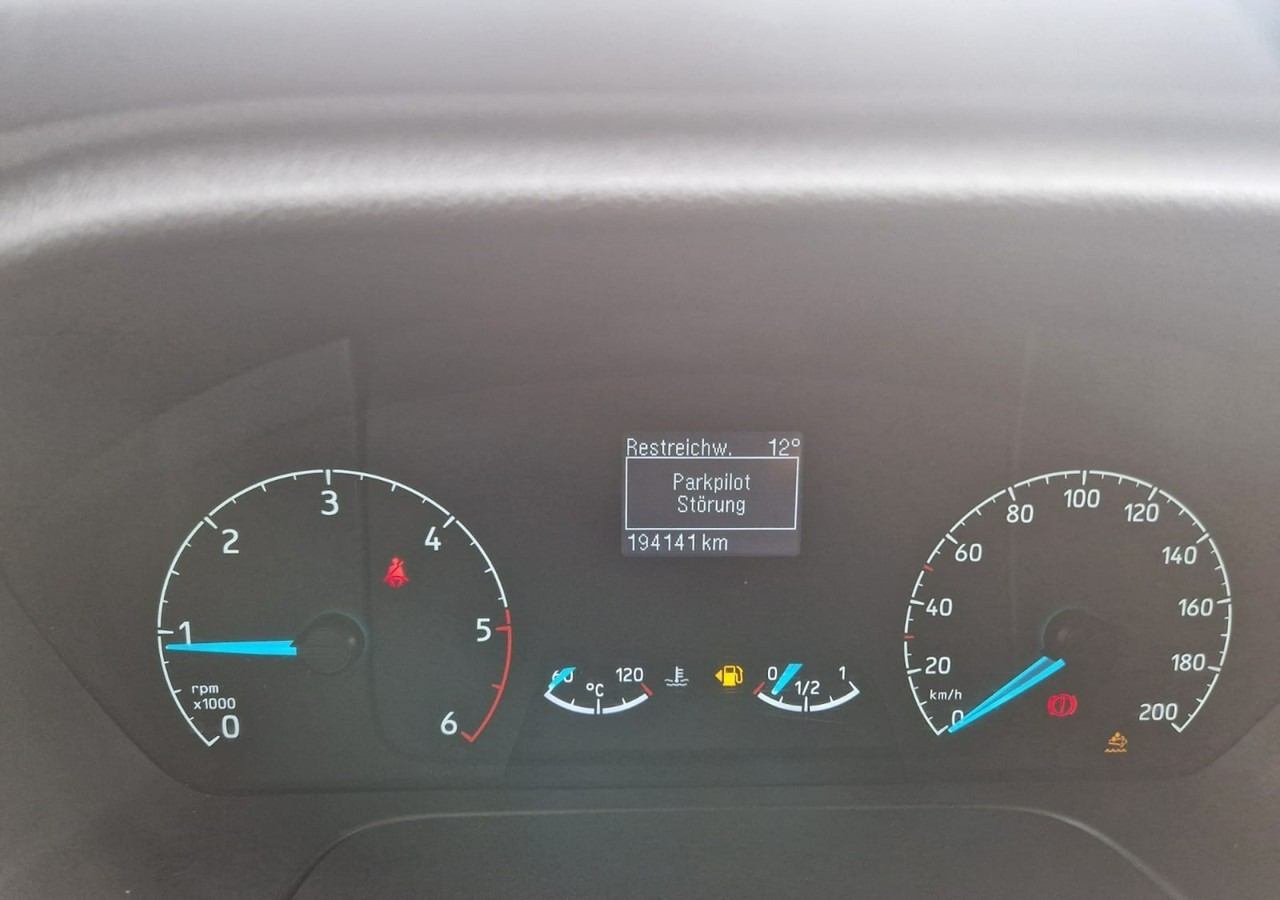 Restreichw. 12°
Parkpilot
Störung
194141 km
0 1 2 3 4 5 6
rpm
x1000
60 120
°C
0 1/2 1
0 20 40 60 80 100 120 140 160 180 200
km/h